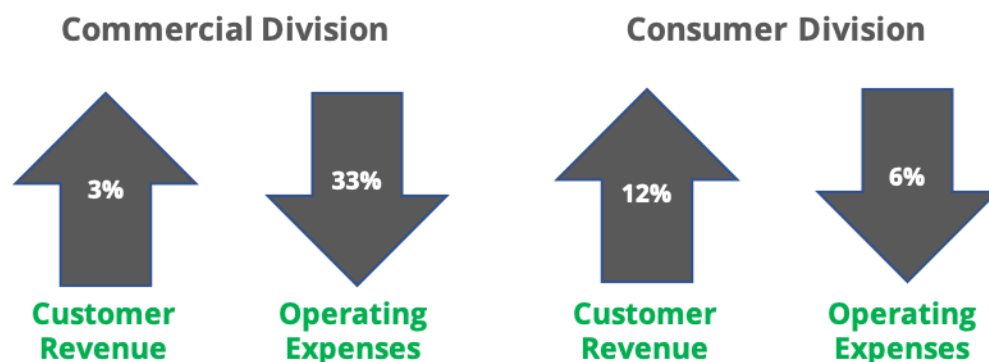 Commercial Division
Consumer Division
3%
33%
12%
6%
Customer
Revenue
Operating
Expenses
Customer
Revenue
Operating
Expenses